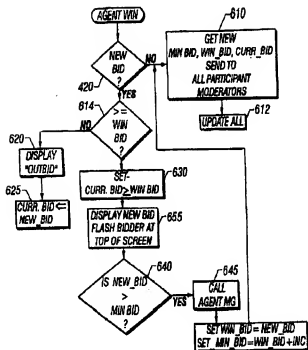 AGENT WIN
610
GET NEW
MIN BID, WIN_BID, CURR_BID
SEND TO
ALL PARTICIPANT
MODERATORS
NEW
BID
?
NO
420
YES
614
612
UPDATE ALL
>=
WIN
BID
?
NO
620
DISPLAY
"OUTBID"
630
SET-
CURR. BID≥WIN BID
625
CURR. BID⇐
NEW_BID
655
DISPLAY NEW BID
FLASH BIDDER AT
TOP OF SCREEN
640
IS NEW_BID
>
MIN BID
?
YES
645
CALL
AGENT MG
SET WIN_BID = NEW_BID
SET_MIN_BID=WIN_BID+INC.